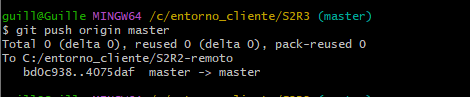 guill@Guille MINGW64 /c/entorno_cliente/S2R3 (master)
$ git push origin master
Total 0 (delta 0), reused 0 (delta 0), pack-reused 0
To C:/entorno_cliente/S2R2-remoto
   bd0c938..4075daf  master -> master